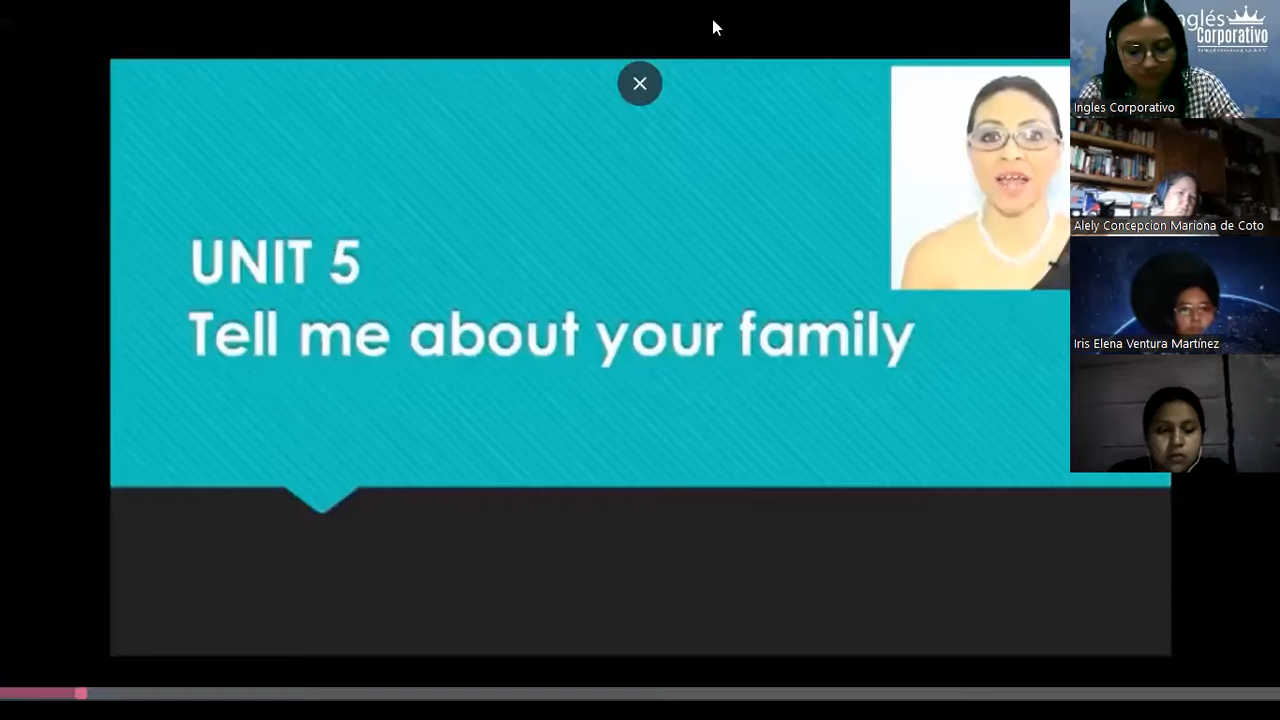 UNIT 5
Tell me about your family
nglés
Corporativo
Ingles Corporativo
Alely Concepcion Mariona de Coto
Iris Elena Ventura Martínez